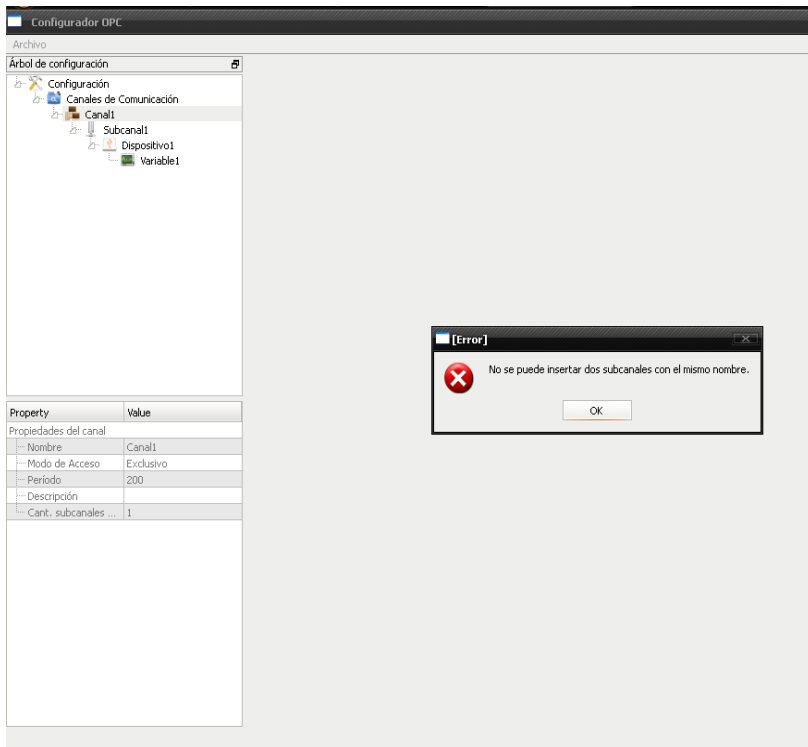 Configurador OPC
Archivo
Árbol de configuración
Configuración
Canales de Comunicación
Canal1
Subcanal1
Dispositivo1
Variable1
[Error]
No se puede insertar dos subcanales con el mismo nombre.
OK
Property Value
Propiedades del canal
Nombre Canal1
Modo de Acceso Exclusivo
Período 200
Descripción
Cant. subcanales ... 1